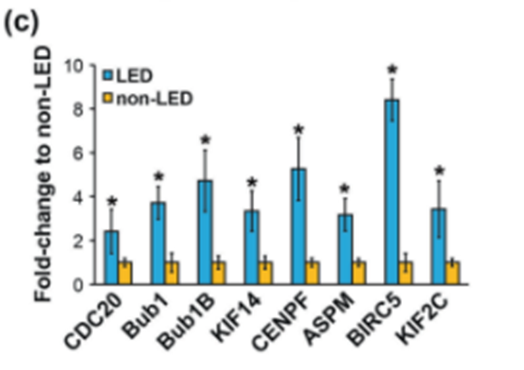 (c)
Fold-change to non-LED
10
8
6
4
2
0
LED
non-LED
*
*
*
*
*
*
*
*
CDC20
Bub1
Bub1B
KIF14
CENPF
ASPM
BIRC5
KIF2C